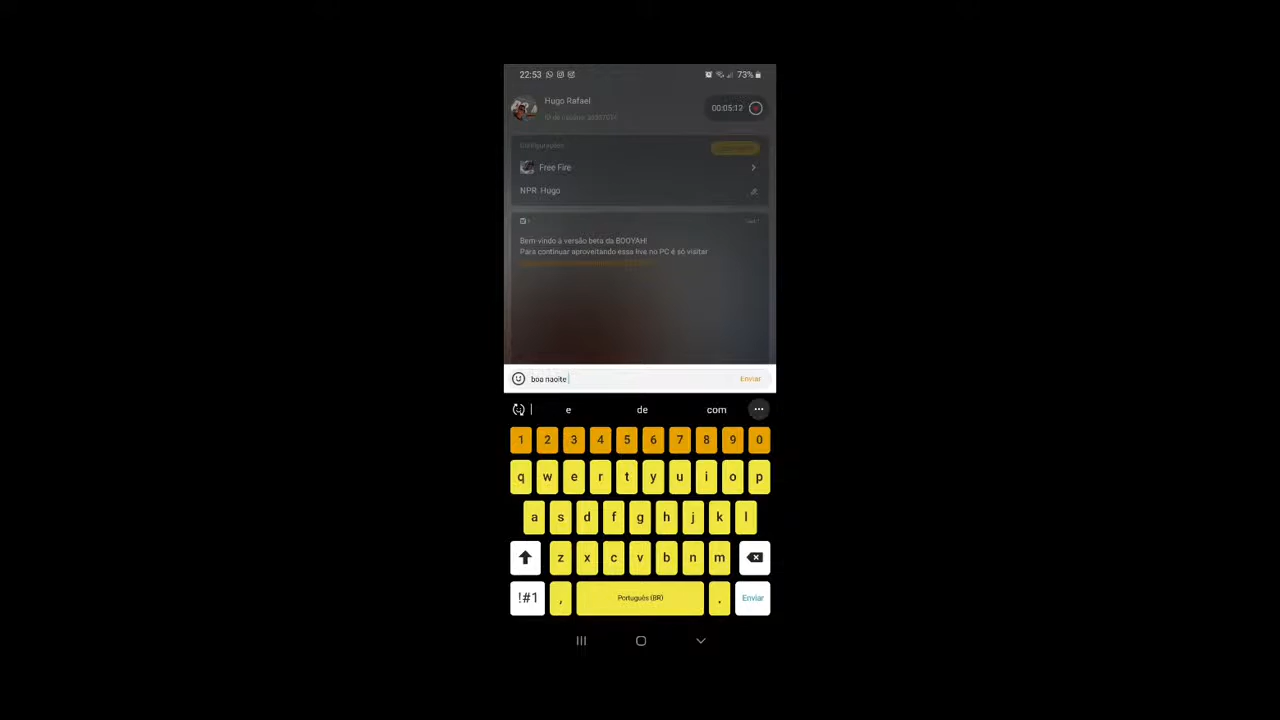 22:53
73%
Hugo Rafael
00:05:12
Configurações
Free Fire
NPR Hugo
Bem-vindo à versão beta da BOOYAH!
Para continuar aproveitando essa live no PC é só visitar
boa naoite
Enviar
e de com
1 2 3 4 5 6 7 8 9 0
q w e r t y u i o p
a s d f g h j k l
z x c v b n m
!#1 , Português (BR) . Enviar